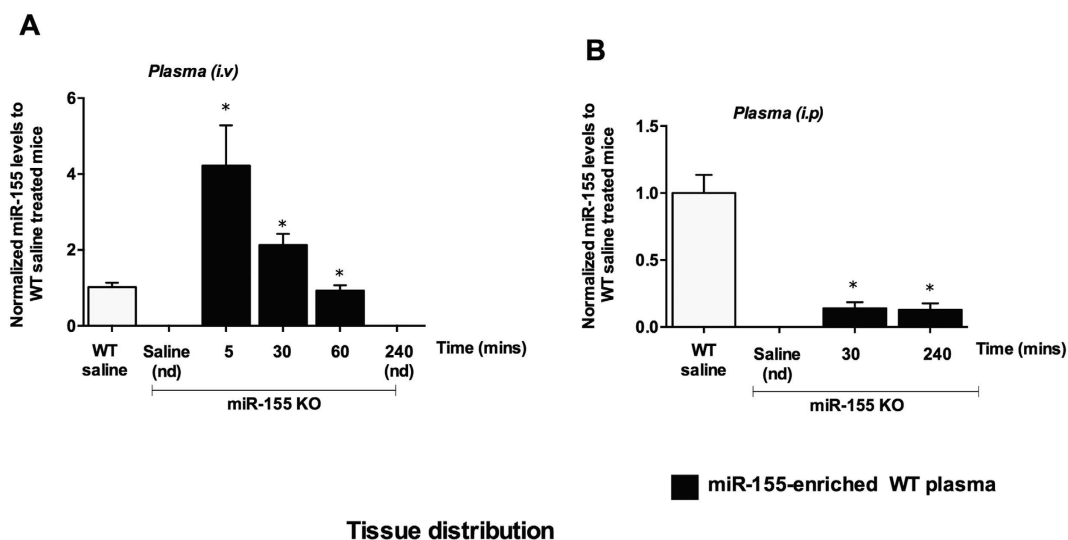 A
Plasma (i.v)
Normalized miR-155 levels to
WT saline treated mice
6
4
2
0
*
*
*
WT
saline
Saline
(nd)
5
30
60
240
(nd)
Time (mins)
miR-155 KO
B
Plasma (i.p)
Normalized miR-155 levels to
WT saline treated mice
1.5
1.0
0.5
0.0
*
*
WT
saline
Saline
(nd)
30
240
Time (mins)
miR-155 KO
miR-155-enriched WT plasma
Tissue distribution